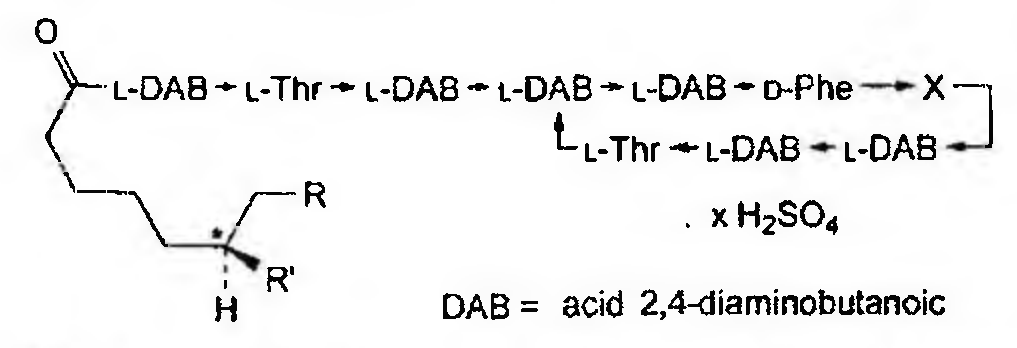 O
L-DAB → L-Thr → L-DAB → L-DAB → L-DAB → D-Phe → X
L-Thr ← L-DAB ← L-DAB
R
. x H₂SO₄
*
R'
H
DAB = acid 2,4-diaminobutanoic